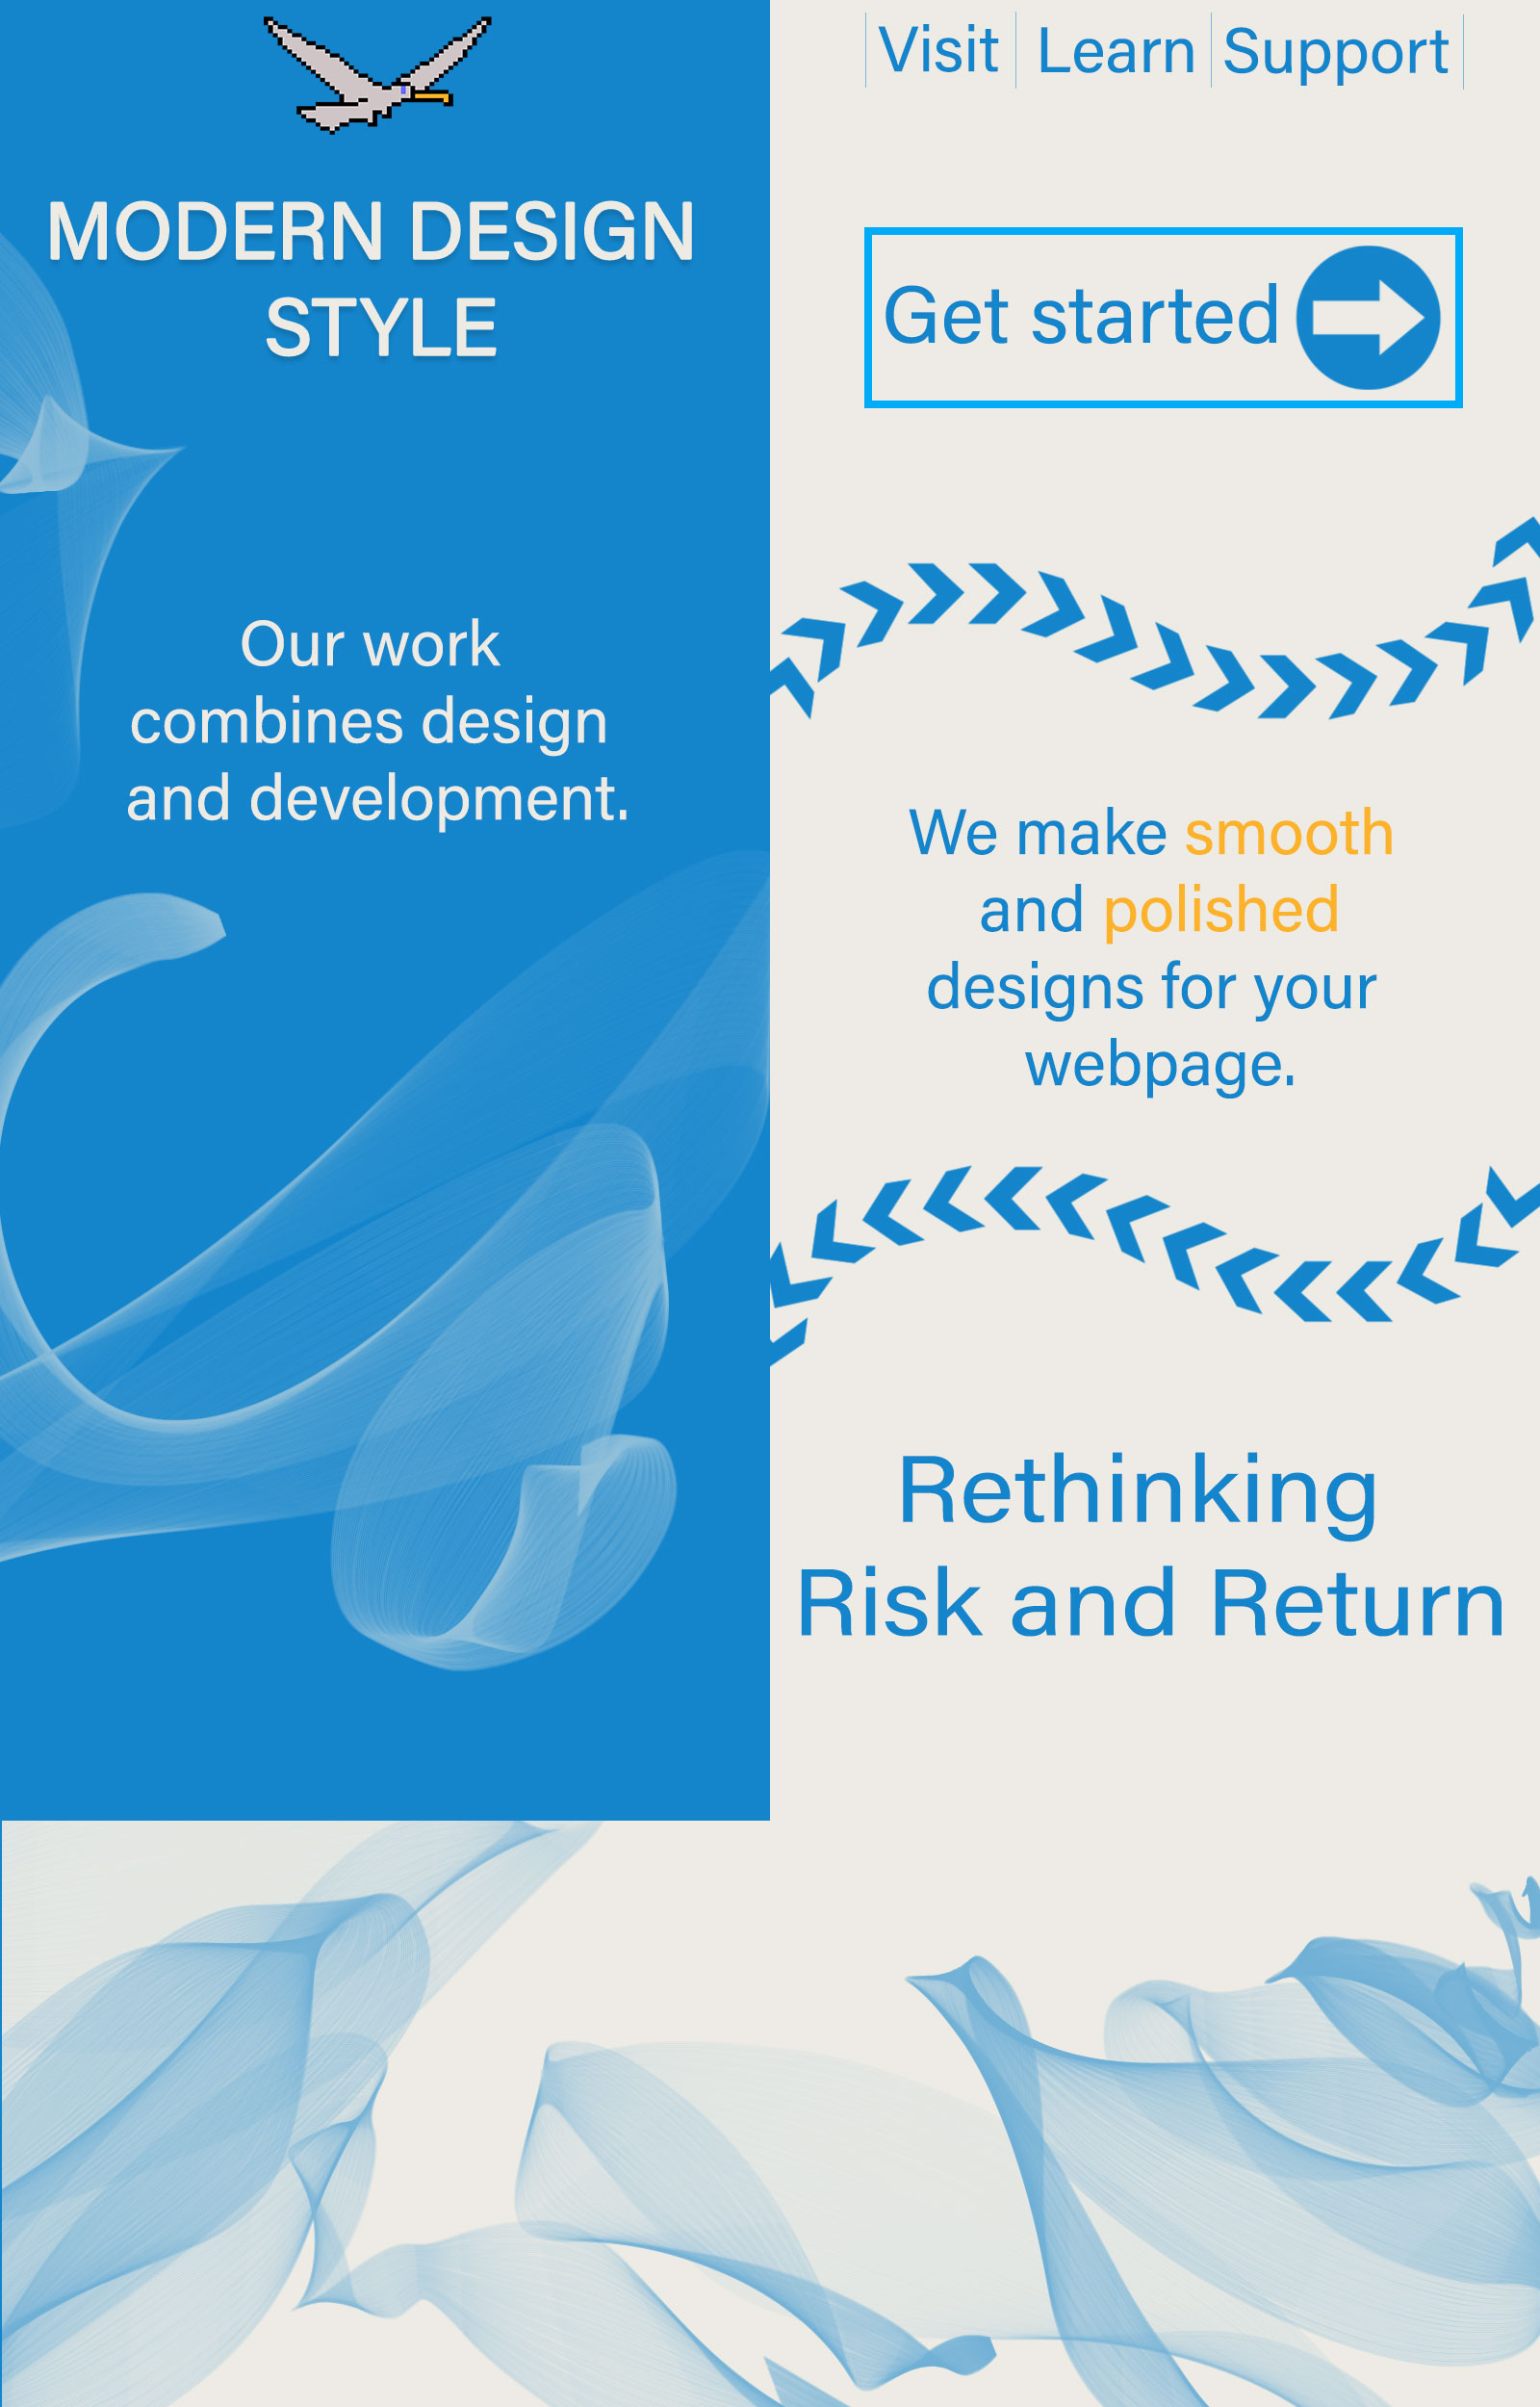 MODERN DESIGN
STYLE
Our work
combines design
and development.
Visit
Learn
Support
Get started
We make smooth
and polished
designs for your
webpage.
Rethinking
Risk and Return